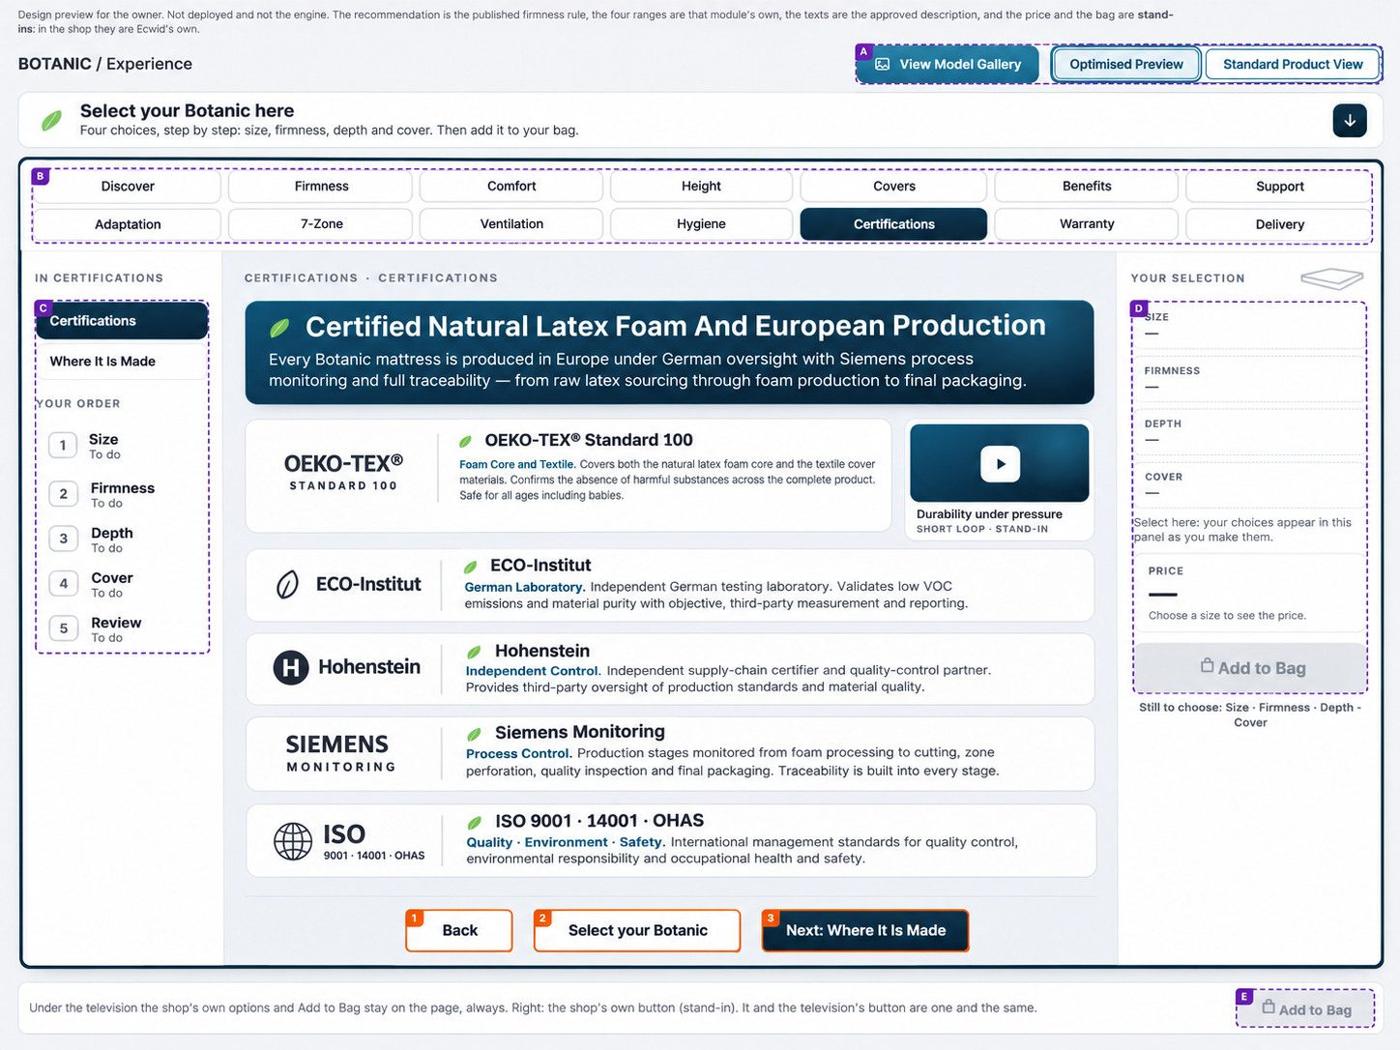 Design preview for the owner. Not deployed and not the engine. The recommendation is the published firmness rule, the four ranges are that module's own, the texts are the approved description, and the price and the bag are stand-
ins: in the shop they are Ecwid's own.
BOTANIC / Experience
A
View Model Gallery
Optimised Preview
Standard Product View
Select your Botanic here
Four choices, step by step: size, firmness, depth and cover. Then add it to your bag.
B
Discover
Firmness
Comfort
Height
Covers
Benefits
Support
Adaptation
7-Zone
Ventilation
Hygiene
Certifications
Warranty
Delivery
IN CERTIFICATIONS
C
Certifications
Where It Is Made
YOUR ORDER
1
Size
To do
2
Firmness
To do
3
Depth
To do
4
Cover
To do
5
Review
To do
CERTIFICATIONS · CERTIFICATIONS
Certified Natural Latex Foam And European Production
Every Botanic mattress is produced in Europe under German oversight with Siemens process
monitoring and full traceability — from raw latex sourcing through foam production to final packaging.
OEKO-TEX®
STANDARD 100
OEKO-TEX® Standard 100
Foam Core and Textile. Covers both the natural latex foam core and the textile cover
materials. Confirms the absence of harmful substances across the complete product.
Safe for all ages including babies.
Durability under pressure
SHORT LOOP · STAND-IN
ECO-Institut
ECO-Institut
German Laboratory. Independent German testing laboratory. Validates low VOC
emissions and material purity with objective, third-party measurement and reporting.
H
Hohenstein
Hohenstein
Independent Control. Independent supply-chain certifier and quality-control partner.
Provides third-party oversight of production standards and material quality.
SIEMENS
MONITORING
Siemens Monitoring
Process Control. Production stages monitored from foam processing to cutting, zone
perforation, quality inspection and final packaging. Traceability is built into every stage.
ISO
9001 · 14001 · OHAS
ISO 9001 · 14001 · OHAS
Quality · Environment · Safety. International management standards for quality control,
environmental responsibility and occupational health and safety.
1
Back
2
Select your Botanic
3
Next: Where It Is Made
YOUR SELECTION
D
SIZE
—
FIRMNESS
—
DEPTH
—
COVER
—
Select here: your choices appear in this
panel as you make them.
PRICE
—
Choose a size to see the price.
Add to Bag
Still to choose: Size · Firmness · Depth -
Cover
Under the television the shop's own options and Add to Bag stay on the page, always. Right: the shop's own button (stand-in). It and the television's button are one and the same.
E
Add to Bag